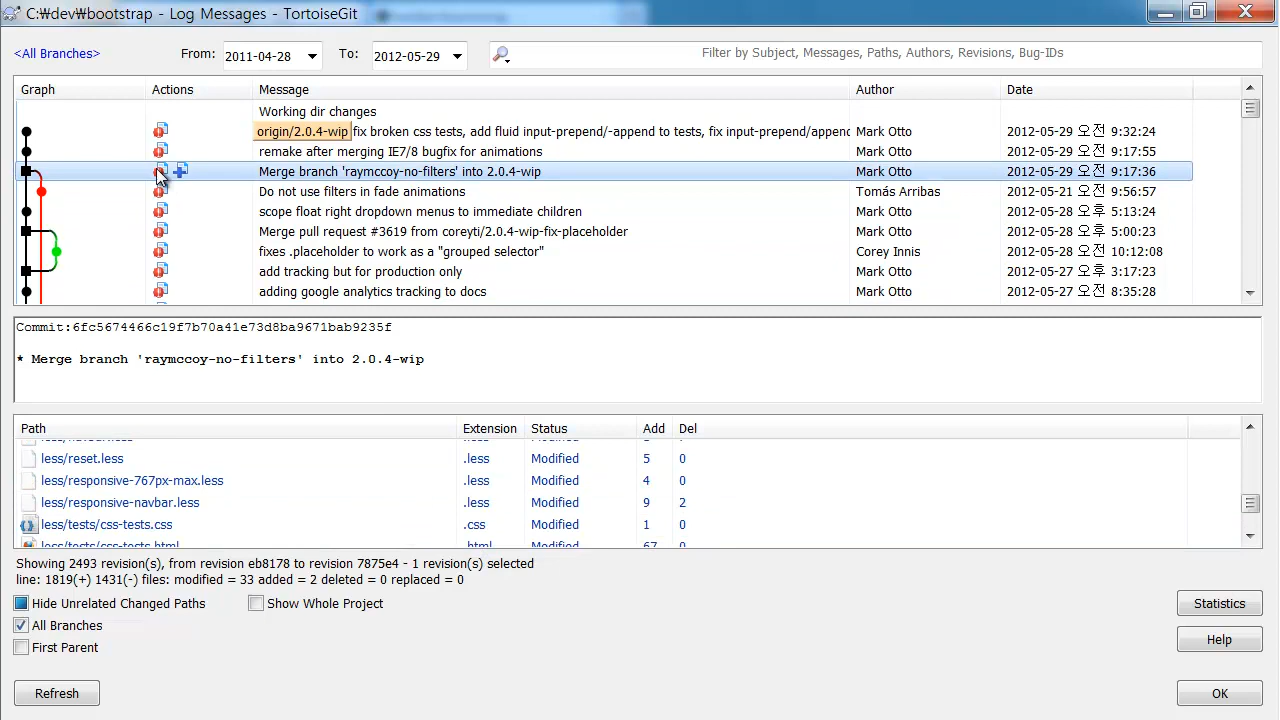 C:₩dev₩bootstrap - Log Messages - TortoiseGit
<All Branches> From: 2011-04-28 To: 2012-05-29 Filter by Subject, Messages, Paths, Authors, Revisions, Bug-IDs
Graph Actions Message Author Date
Working dir changes
origin/2.0.4-wip fix broken css tests, add fluid input-prepend/-append to tests, fix input-prepend/appenc Mark Otto 2012-05-29 오전 9:32:24
remake after merging IE7/8 bugfix for animations Mark Otto 2012-05-29 오전 9:17:55
Merge branch 'raymccoy-no-filters' into 2.0.4-wip Mark Otto 2012-05-29 오전 9:17:36
Do not use filters in fade animations Tomás Arribas 2012-05-21 오전 9:56:57
scope float right dropdown menus to immediate children Mark Otto 2012-05-28 오후 5:13:24
Merge pull request #3619 from coreyti/2.0.4-wip-fix-placeholder Mark Otto 2012-05-28 오후 5:00:23
fixes .placeholder to work as a "grouped selector" Corey Innis 2012-05-28 오전 10:12:08
add tracking but for production only Mark Otto 2012-05-27 오후 3:17:23
adding google analytics tracking to docs Mark Otto 2012-05-27 오전 8:35:28
Commit:6fc5674466c19f7b70a41e73d8ba9671bab9235f
* Merge branch 'raymccoy-no-filters' into 2.0.4-wip
Path Extension Status Add Del
less/reset.less .less Modified 5 0
less/responsive-767px-max.less .less Modified 4 0
less/responsive-navbar.less .less Modified 9 2
less/tests/css-tests.css .css Modified 1 0
less/tests/css-tests.html .html Modified 67 0
Showing 2493 revision(s), from revision eb8178 to revision 7875e4 - 1 revision(s) selected
line: 1819(+) 1431(-) files: modified = 33 added = 2 deleted = 0 replaced = 0
Hide Unrelated Changed Paths Show Whole Project Statistics
All Branches
First Parent Help
Refresh OK